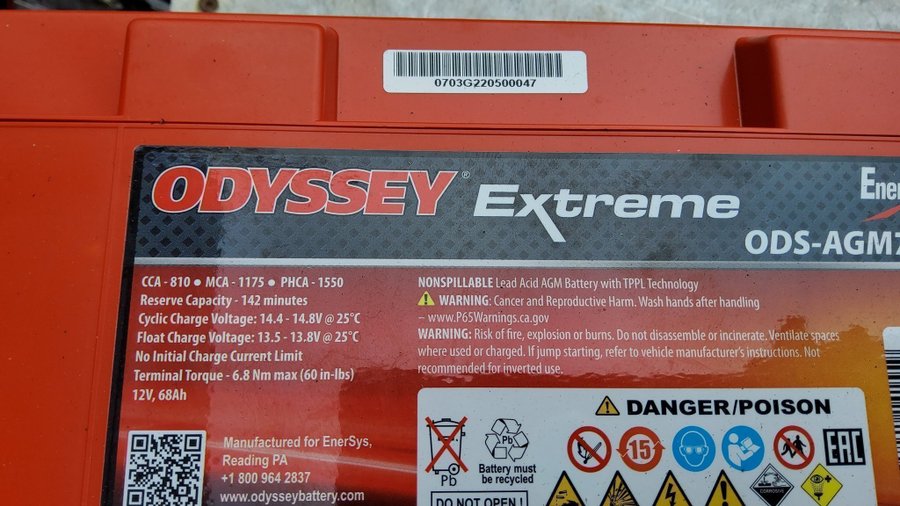 0703G220500047
ODYSSEY® Extreme
ODS-AGM7
CCA - 810 ● MCA - 1175 ● PHCA - 1550
Reserve Capacity - 142 minutes
Cyclic Charge Voltage: 14.4 - 14.8V @ 25°C
Float Charge Voltage: 13.5 - 13.8V @ 25°C
No Initial Charge Current Limit
Terminal Torque - 6.8 Nm max (60 in-lbs)
12V, 68Ah
NONSPILLABLE Lead Acid AGM Battery with TPPL Technology
WARNING: Cancer and Reproductive Harm. Wash hands after handling
– www.P65Warnings.ca.gov
WARNING: Risk of fire, explosion or burns. Do not disassemble or incinerate. Ventilate spaces
where used or charged. If jump starting, refer to vehicle manufacturer's instructions. Not
recommended for inverted use.
Manufactured for EnerSys,
Reading PA
+1 800 964 2837
www.odysseybattery.com
DANGER/POISON
Pb
Pb
Battery must
be recycled
15
EAC
CORROSIVE
DO NOT OPEN!